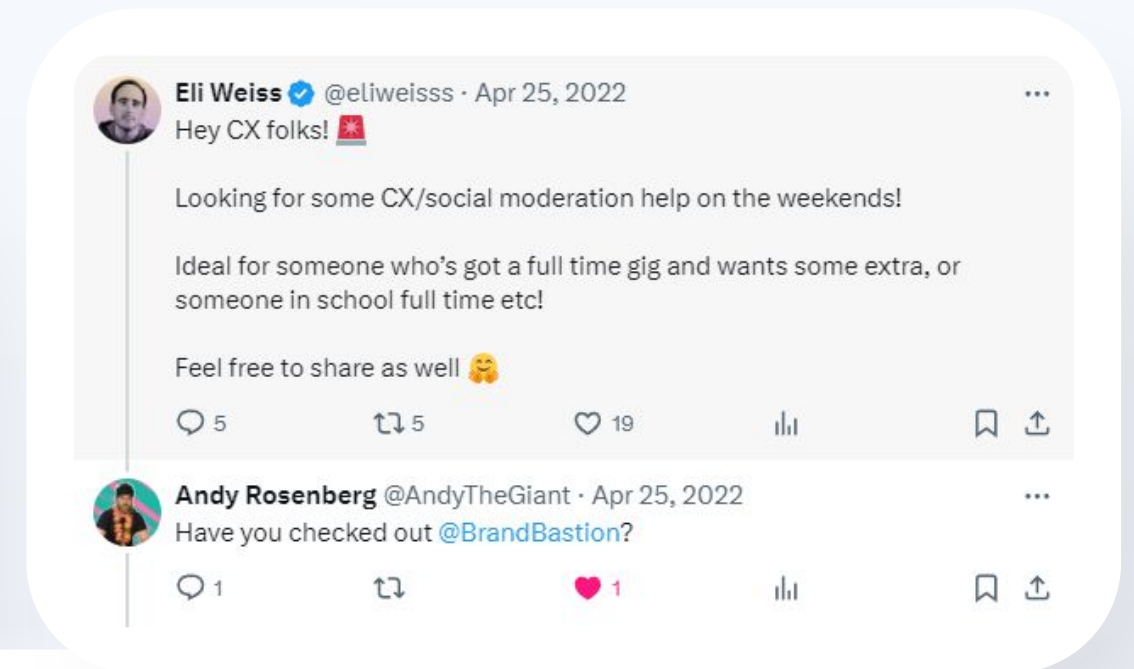 Eli Weiss @eliweisss · Apr 25, 2022
Hey CX folks! 🚨
Looking for some CX/social moderation help on the weekends!
Ideal for someone who’s got a full time gig and wants some extra, or
someone in school full time etc!
Feel free to share as well 🤗
5 5 19
Andy Rosenberg @AndyTheGiant · Apr 25, 2022
Have you checked out @BrandBastion?
1 1